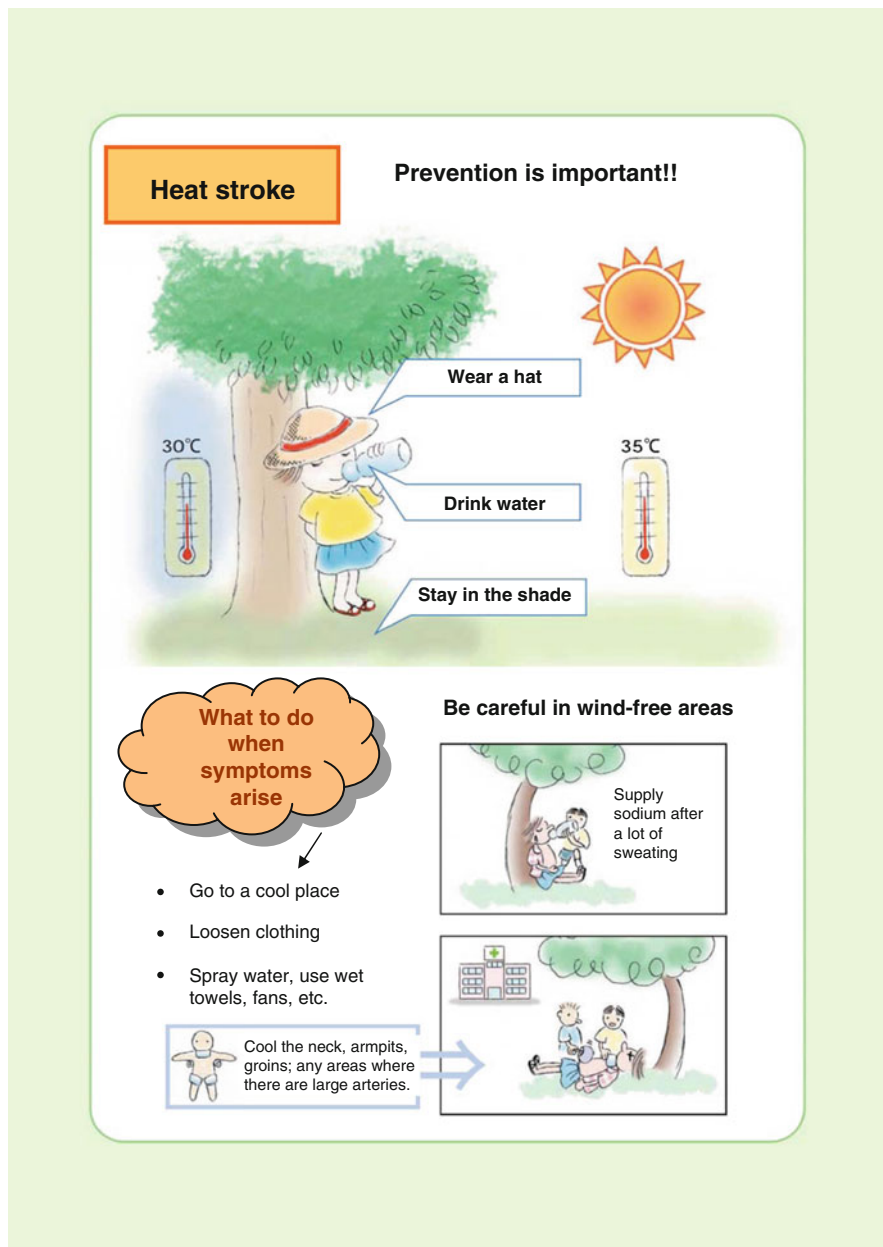 Heat stroke
Prevention is important!!
Wear a hat
30℃
35℃
Drink water
Stay in the shade
What to do
when
symptoms
arise
• Go to a cool place
• Loosen clothing
• Spray water, use wet
towels, fans, etc.
Cool the neck, armpits,
groins; any areas where
there are large arteries.
Be careful in wind-free areas
Supply
sodium after
a lot of
sweating